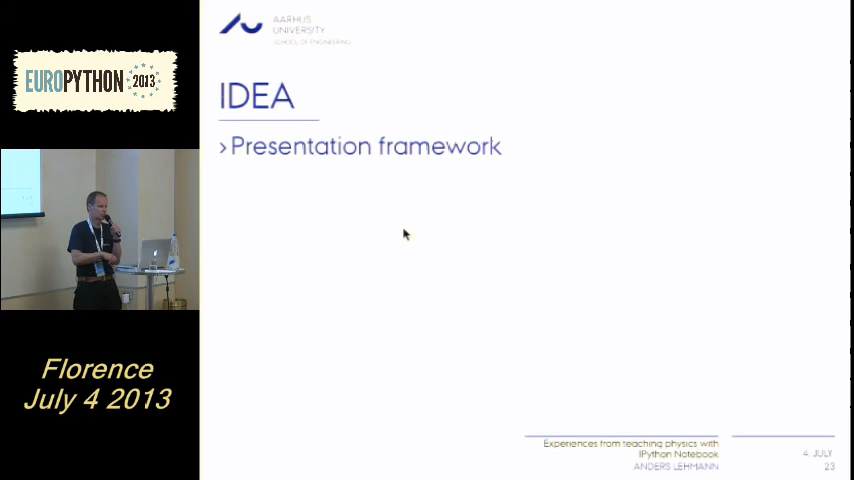 EUROPYTHON 2013
Florence
July 4 2013
AARHUS
UNIVERSITY
SCHOOL OF ENGINEERING
IDEA
›Presentation framework
Experiences from teaching physics with
IPython Notebook
ANDERS LEHMANN
4. JULY
23